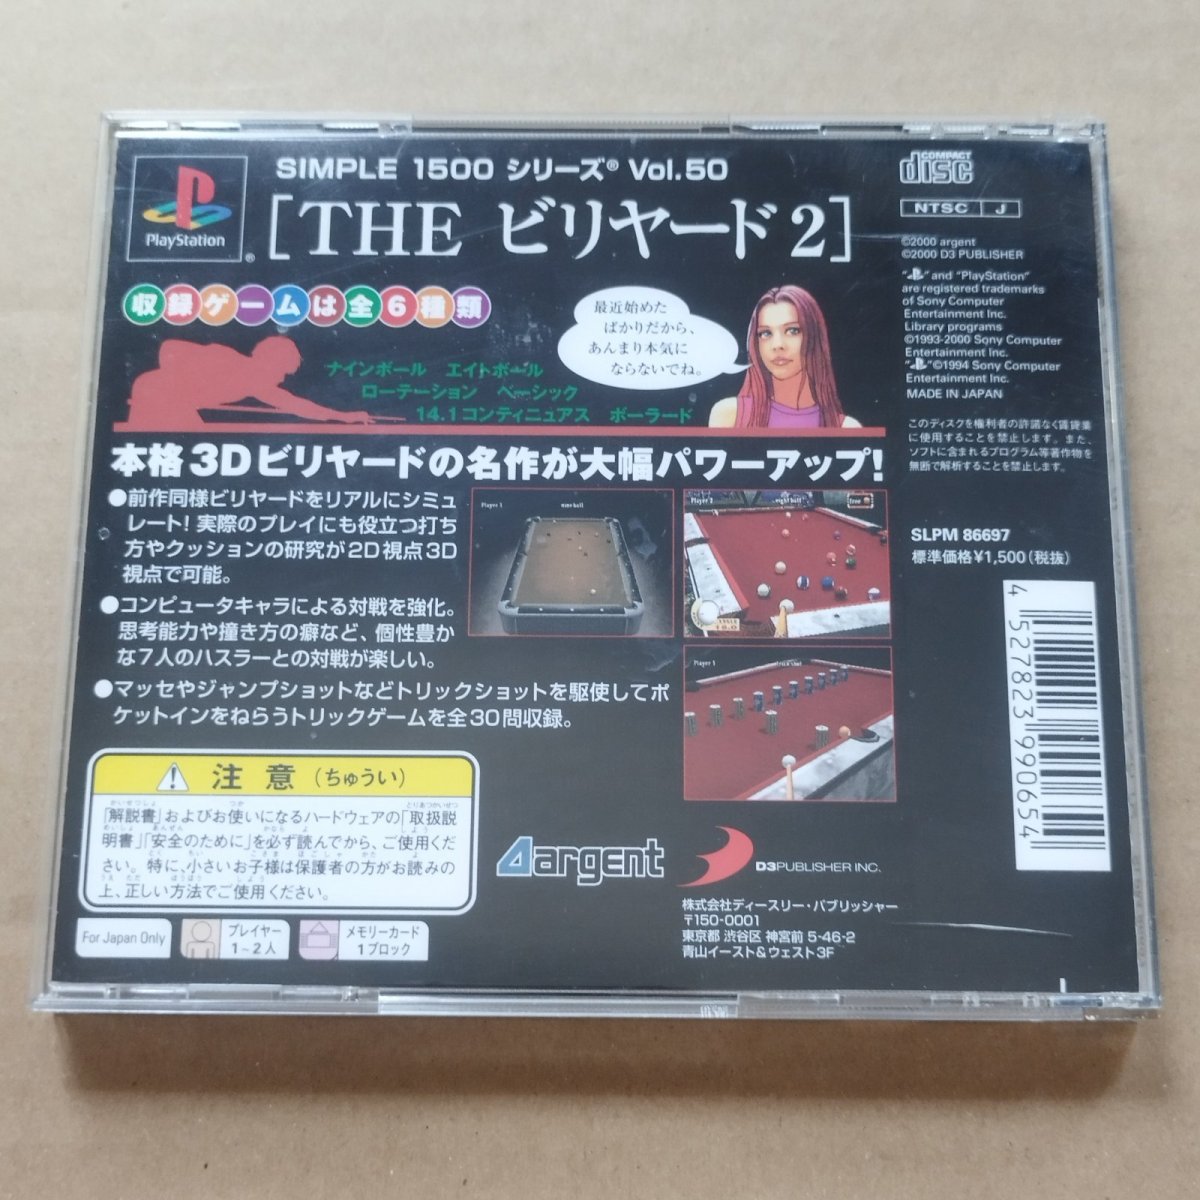 SIMPLE 1500 シリーズ® Vol.50
[THE ビリヤード2]
PlayStation
®
収録ゲームは全6種類
ナインボール エイトボール
ローテーション ベーシック
14.1コンティニュアス ボーラード
最近始めた
ばかりだから、
あんまり本気に
ならないでね。
COMPACT
disc
NTSC J
©2000 argent
©2000 D3 PUBLISHER
"PS" and "PlayStation"
are registered trademarks
of Sony Computer
Entertainment Inc.
Library programs
©1993-2000 Sony Computer
Entertainment Inc.
"PS"©1994 Sony Computer
Entertainment Inc.
MADE IN JAPAN
このディスクを権利者の許諾なく賃貸業
に使用することを禁止します。また、
ソフトに含まれるプログラム等著作物を
無断で解析することを禁止します。
SLPM 86697
標準価格¥1,500(税抜)
4 527823 990654
本格3Dビリヤードの名作が大幅パワーアップ!
●前作同様ビリヤードをリアルにシミュ
レート!実際のプレイにも役立つ打ち
方やクッションの研究が2D視点3D
視点で可能。
●コンピュータキャラによる対戦を強化。
思考能力や撞き方の癖など、個性豊か
な7人のハスラーとの対戦が楽しい。
●マッセやジャンプショットなどトリックショットを駆使してポ
ケットインをねらうトリックゲームを全30問収録。
Player 1 nine ball
Player 2 eight ball free
Player 1
注意(ちゅうい)
「解説書」およびお使いになるハードウェアの「取扱説
明書」「安全のために」を必ず読んでから、ご使用くだ
さい。特に、小さいお子様は保護者の方がお読みの
上、正しい方法でご使用ください。
For Japan Only
プレイヤー
1~2人
メモリーカード
1ブロック
argent
D3PUBLISHER INC.
株式会社ディースリー・パブリッシャー
〒150-0001
東京都 渋谷区 神宮前 5-46-2
青山イースト&ウェスト3F